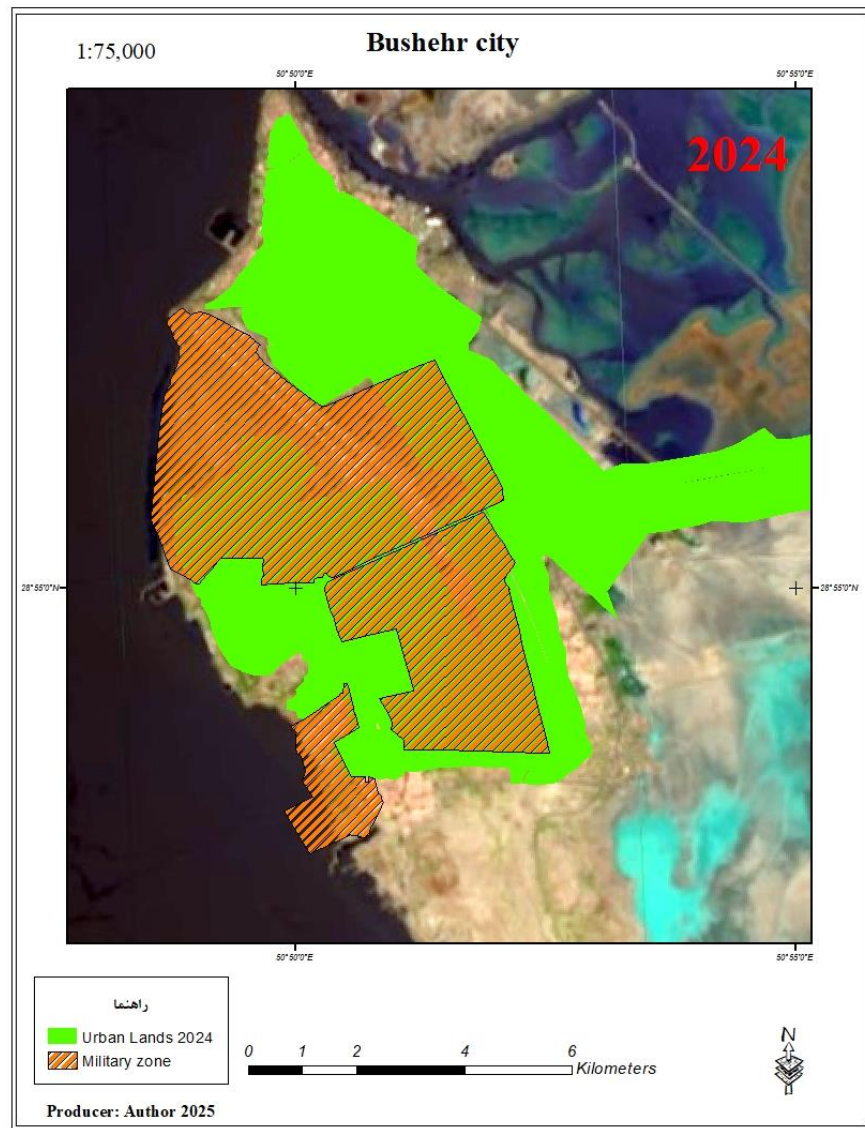 Bushehr city
1:75,000
50°50'0"E
50°55'0"E
2024
28°55'0"N
28°55'0"N
50°50'0"E
50°55'0"E
راهنما
Urban Lands 2024
Military zone
0 1 2 4 6
Kilometers
N
Producer: Author 2025